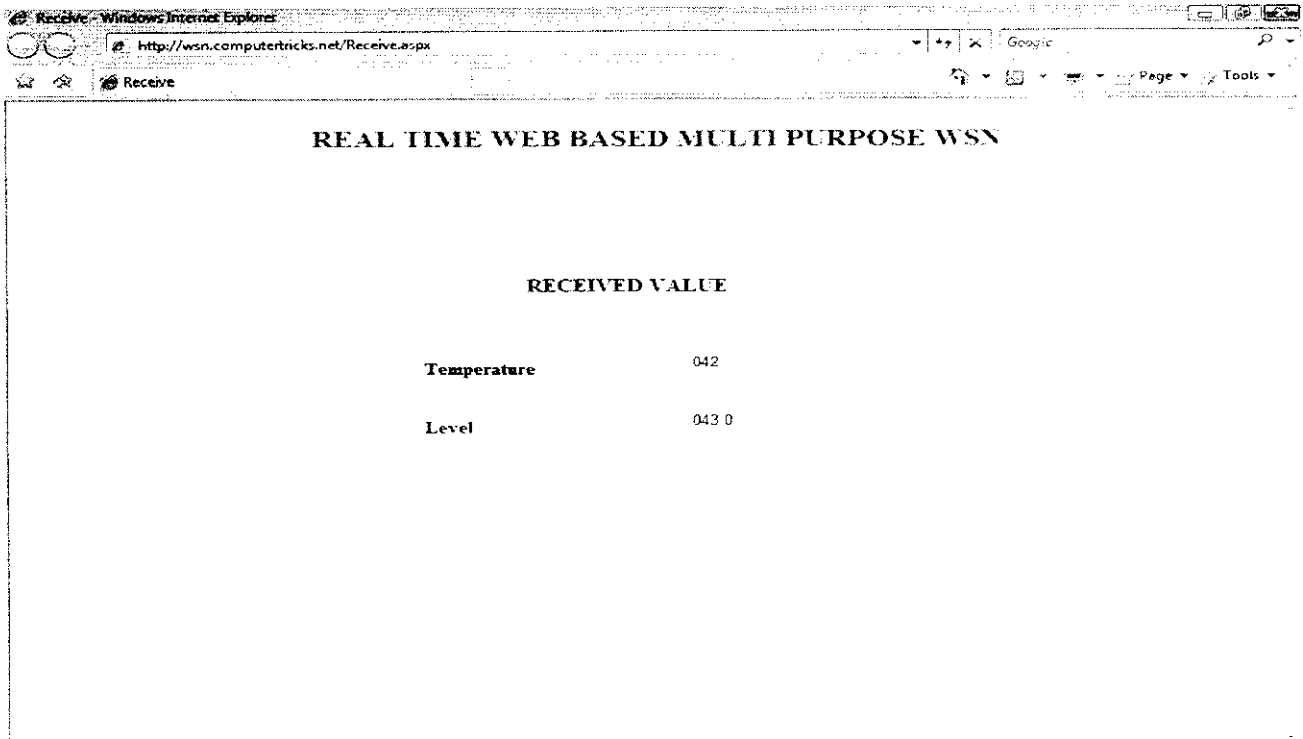 Receive - Windows Internet Explorer
http://wsn.computertricks.net/Receive.aspx
Google
Receive
Page
Tools
REAL TIME WEB BASED MULTI PURPOSE WSN
RECEIVED VALUE
Temperature 042
Level 043 0